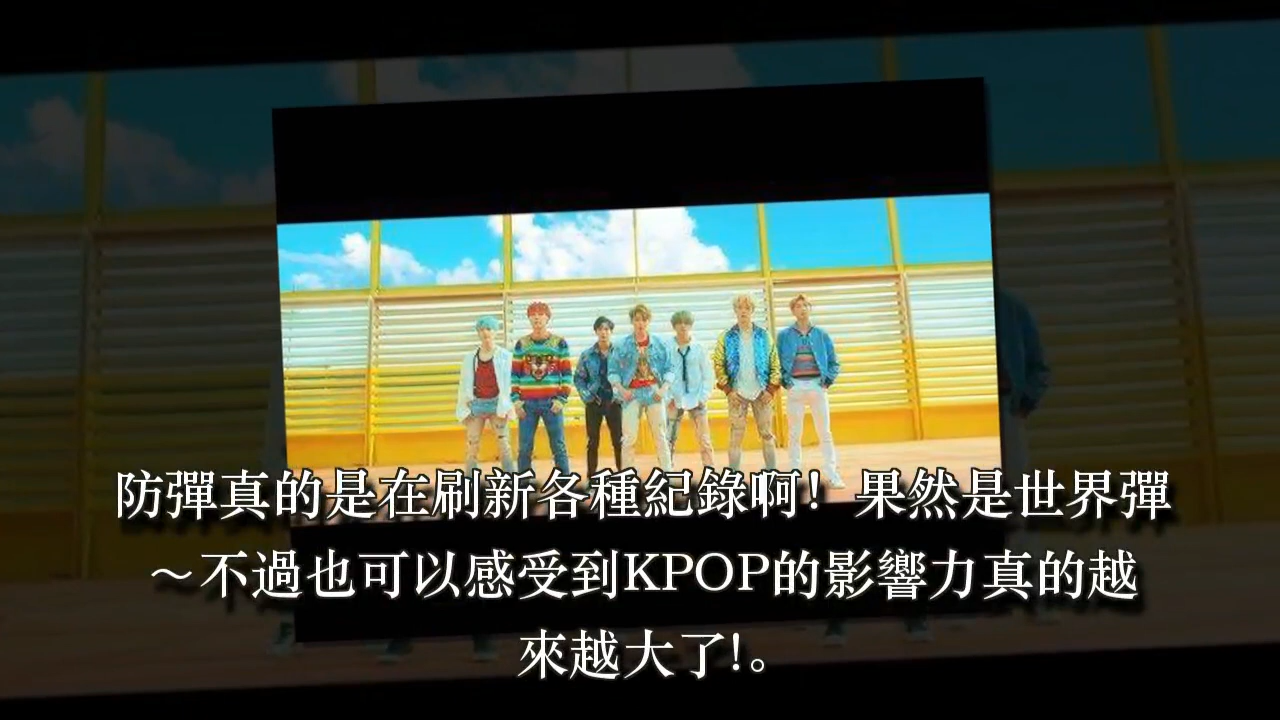 防彈真的是在刷新各種紀錄啊！果然是世界彈
～不過也可以感受到KPOP的影響力真的越
來越大了!。